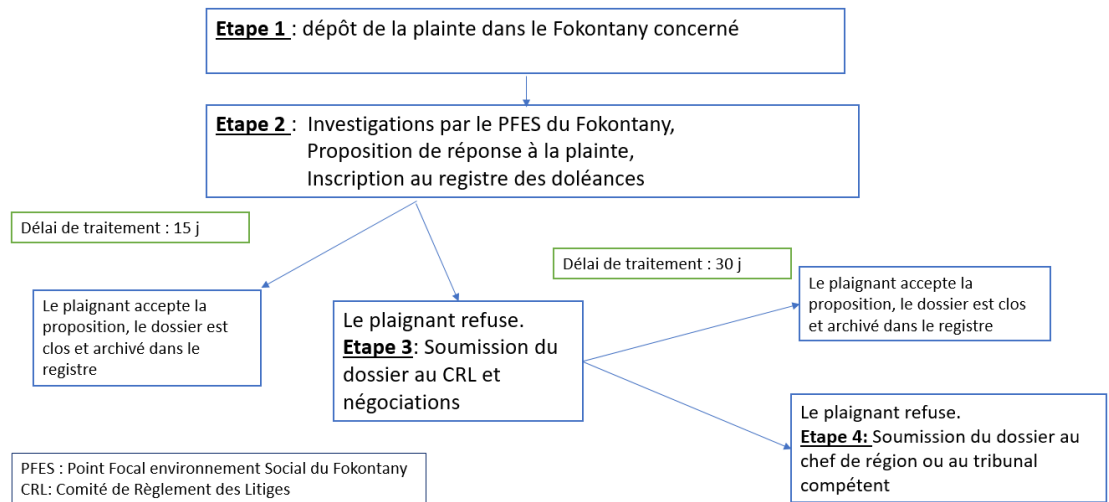 Etape 1 : dépôt de la plainte dans le Fokontany concerné
Etape 2 : Investigations par le PFES du Fokontany,
Proposition de réponse à la plainte,
Inscription au registre des doléances
Délai de traitement : 15 j
Le plaignant accepte la
proposition, le dossier est
clos et archivé dans le
registre
Le plaignant refuse.
Etape 3: Soumission du
dossier au CRL et
négociations
Délai de traitement : 30 j
Le plaignant accepte la
proposition, le dossier est clos
et archivé dans le registre
Le plaignant refuse.
Etape 4: Soumission du dossier au
chef de région ou au tribunal
compétent
PFES : Point Focal environnement Social du Fokontany
CRL: Comité de Règlement des Litiges